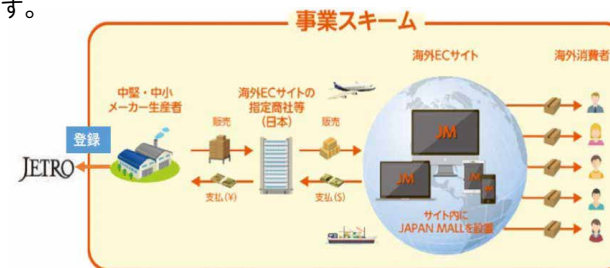 す。
事業スキーム
海外ECサイト
海外消費者
中堅・中小
メーカー生産者
海外ECサイトの
指定商社等
(日本)
登録
販売
販売
JETRO
JM
JM
JM
JM
支払(¥)
支払($)
サイト内に
JAPAN MALLを設置